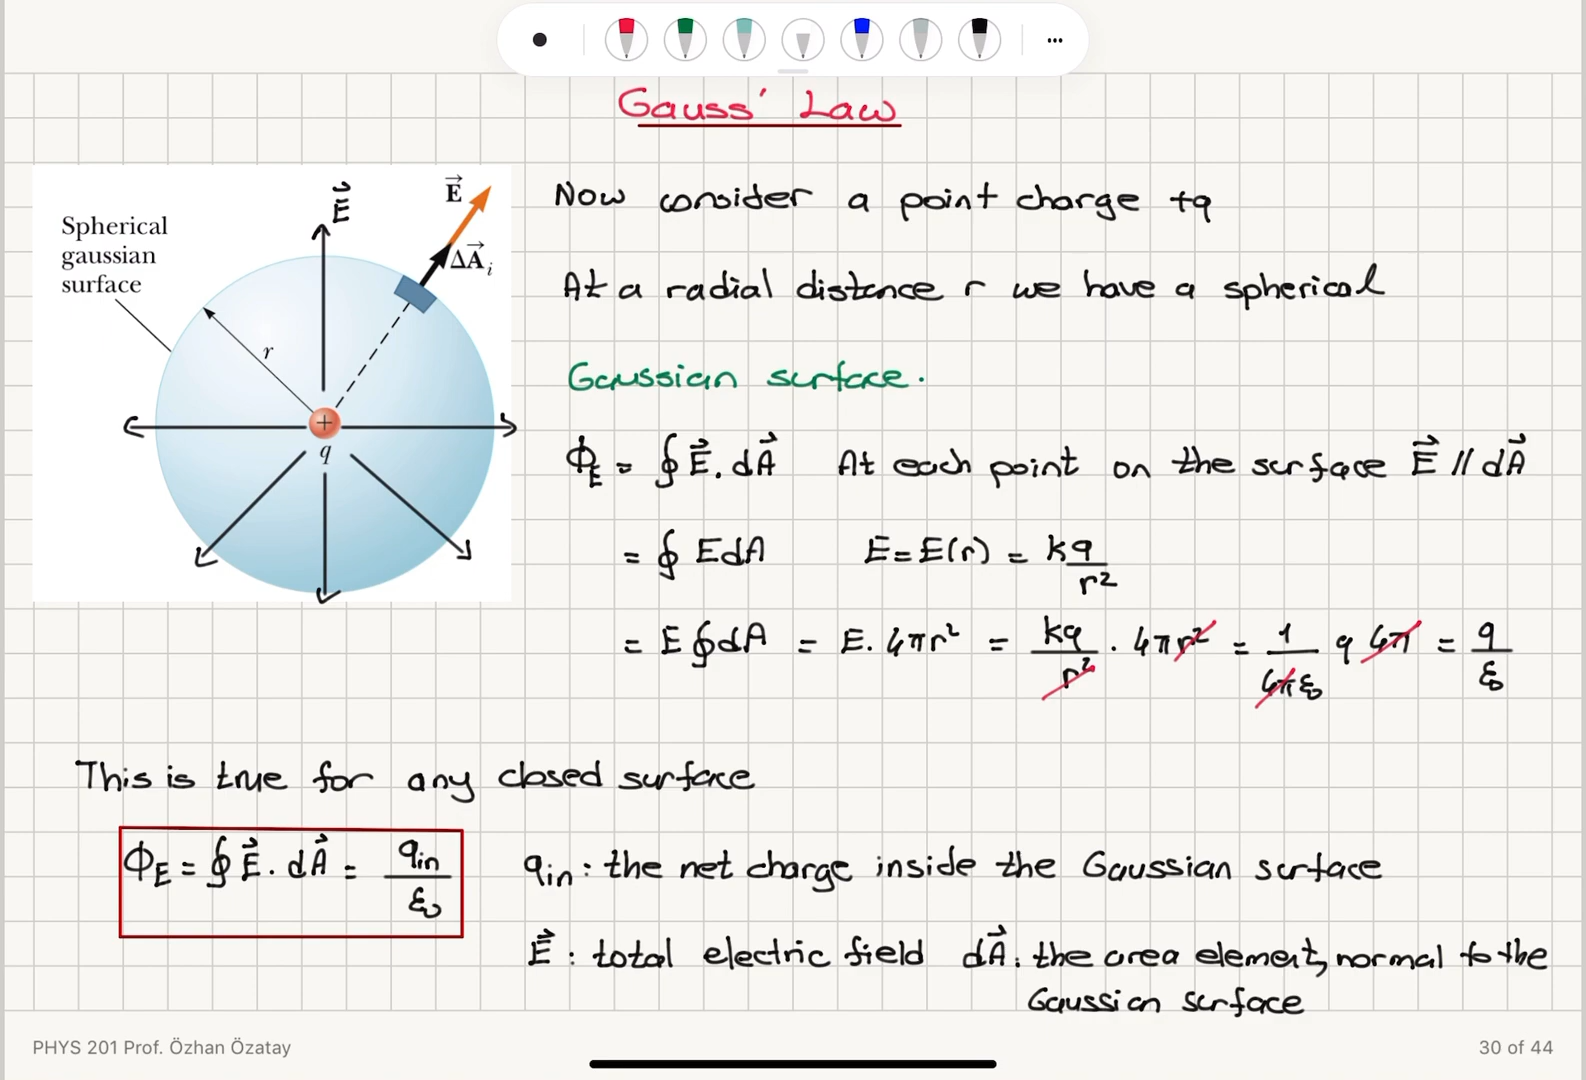 Gauss' Law
Spherical
gaussian
surface
E⃗
E⃗
ΔA⃗ᵢ
r
+
q
Now consider a point charge +q
At a radial distance r we have a spherical
Gaussian surface.
Φ_E = ∮ E⃗ . dA⃗ At each point on the surface E⃗ // dA⃗
= ∮ E dA E = E(r) = kq/r²
= E ∮ dA = E. 4πr² = kq/r² . 4πr² = 1/4πε₀ q 4π = q/ε₀
This is true for any closed surface
Φ_E = ∮ E⃗ . dA⃗ = q_in/ε₀
q_in : the net charge inside the Gaussian surface
E⃗ : total electric field dA⃗ : the area element, normal to the
Gaussian surface
PHYS 201 Prof. Özhan Özatay
30 of 44